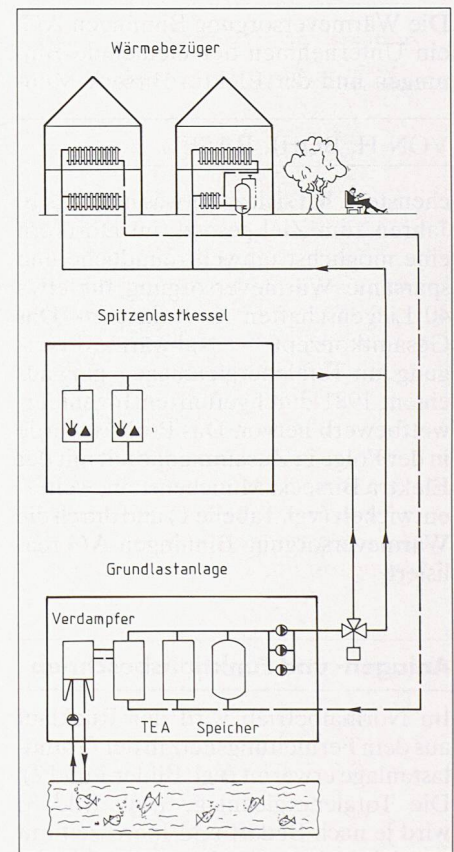 Wärmebezüger
Spitzenlastkessel
Grundlastanlage
Verdampfer
TEA Speicher